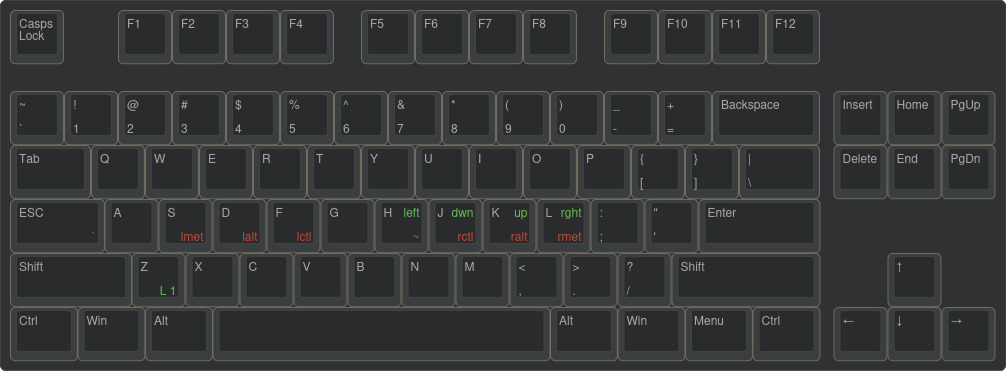 Casps Lock F1 F2 F3 F4 F5 F6 F7 F8 F9 F10 F11 F12
~ ! @ # $ % ^ & * ( ) _ + Backspace Insert Home PgUp
` 1 2 3 4 5 6 7 8 9 0 - =
Tab Q W E R T Y U I O P { } | Delete End PgDn
[ ] \
ESC A S D F G H left J dwn K up L rght : " Enter
` lmet lalt lctl ~ rctl ralt rmet ; '
Shift Z X C V B N M < > ? Shift ↑
L 1 , . /
Ctrl Win Alt Alt Win Menu Ctrl ← ↓ →